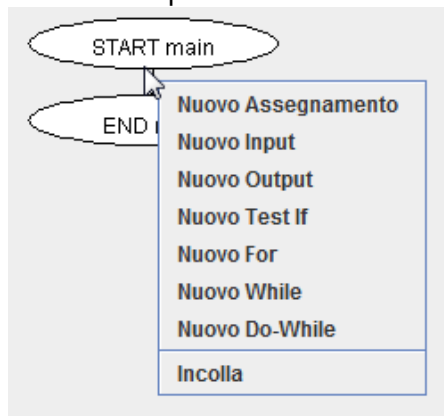 START main
END
Nuovo Assegnamento
Nuovo Input
Nuovo Output
Nuovo Test If
Nuovo For
Nuovo While
Nuovo Do-While
Incolla